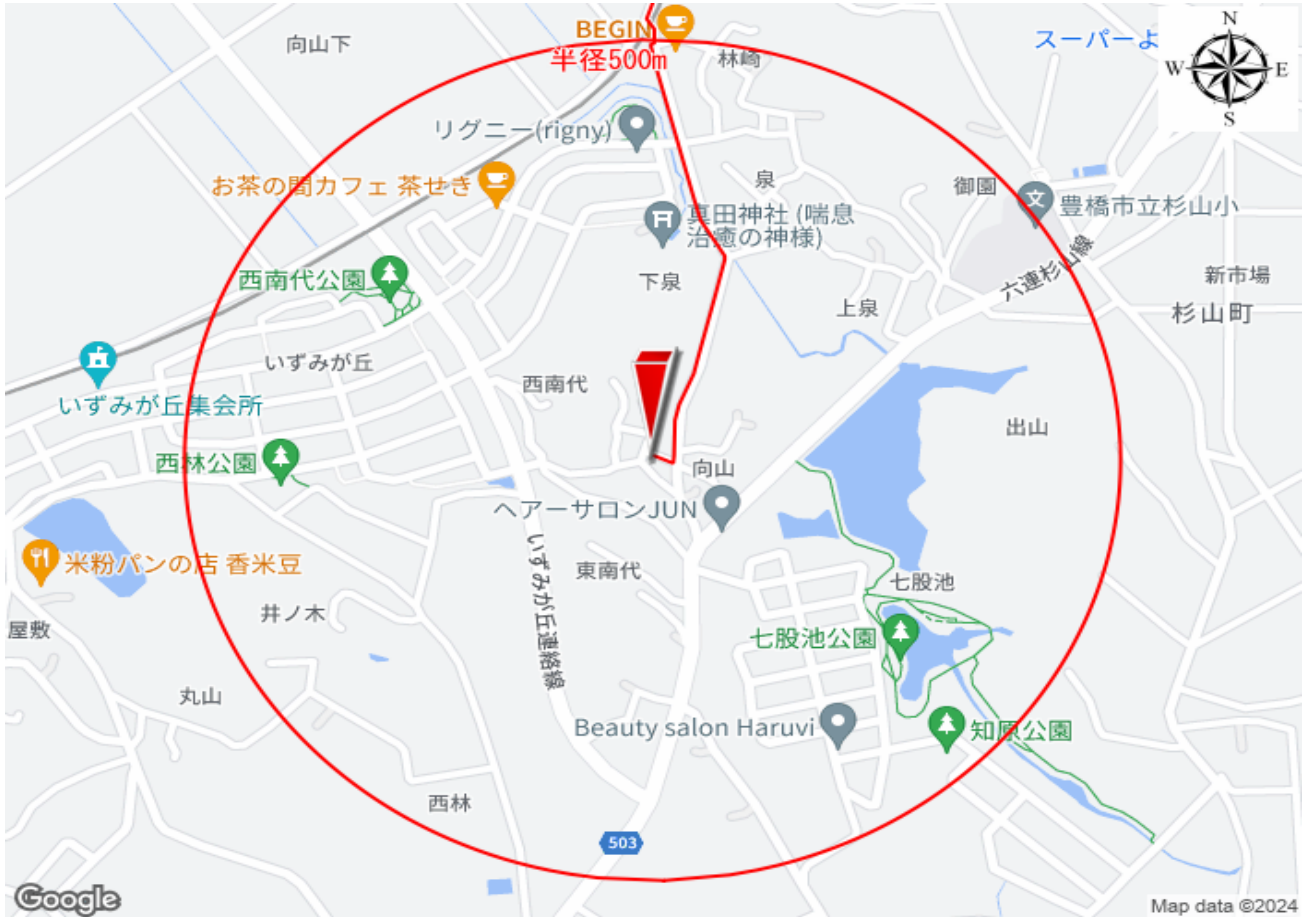 BEGIN
向山下
半径500m
林崎
スーパーよ
N
W
E
S
リグニー(rigny)
お茶の間カフェ 茶せき
泉
御園
豊橋市立杉山小
真田神社 (喘息
治癒の神様)
六連杉山線
西南代公園
下泉
上泉
新市場
杉山町
いずみが丘
西南代
いずみが丘集会所
出山
西林公園
向山
ヘアーサロンJUN
いずみが丘連絡線
米粉パンの店 香米豆
東南代
七股池
井ノ木
屋敷
七股池公園
丸山
Beauty salon Haruvi
知原公園
西林
503
Google
Map data ©2024